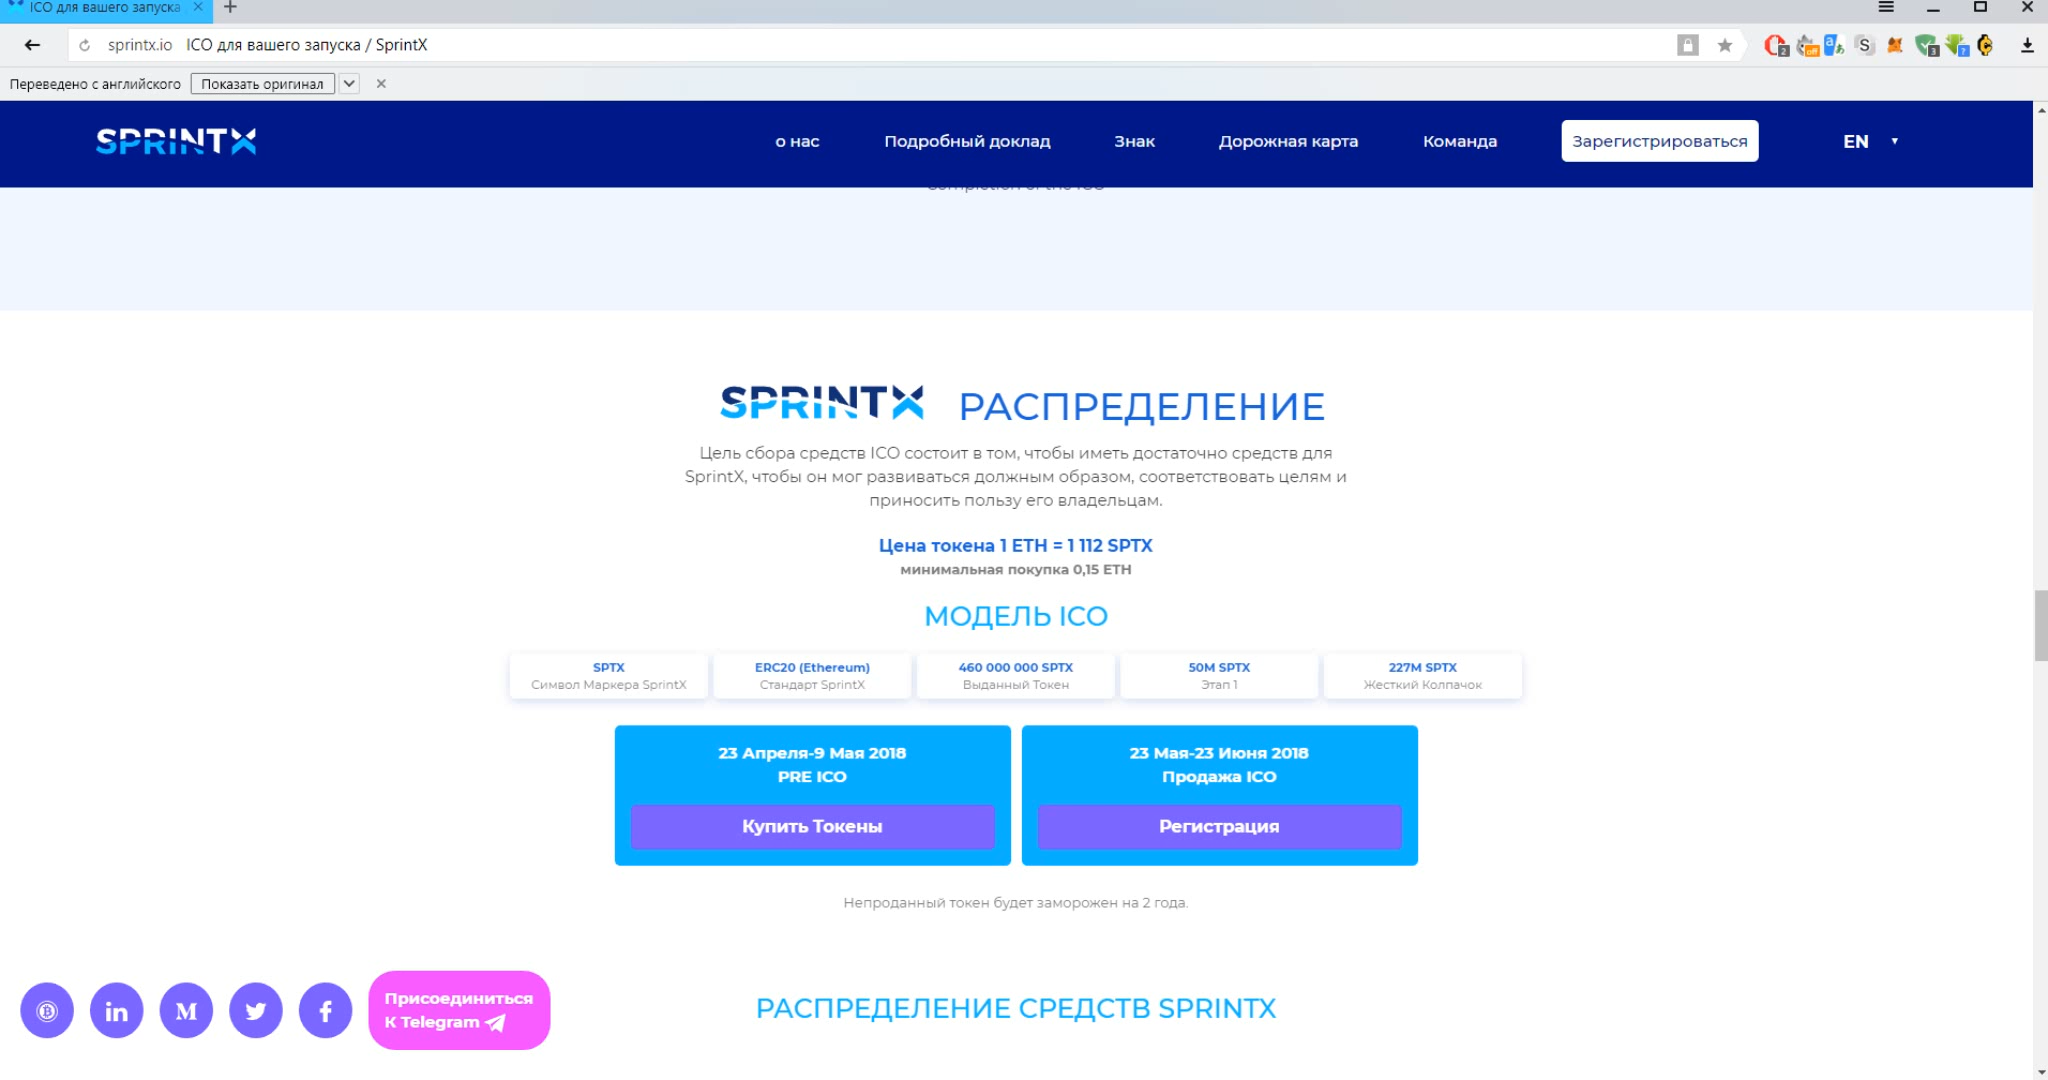 ICO для вашего запуска
sprintx.io ICO для вашего запуска / SprintX
Переведено с английского Показать оригинал
SPRINTX
о нас Подробный доклад Знак Дорожная карта Команда Зарегистрироваться EN
Completion of the ICO
SPRINTX РАСПРЕДЕЛЕНИЕ
Цель сбора средств ICO состоит в том, чтобы иметь достаточно средств для
SprintX, чтобы он мог развиваться должным образом, соответствовать целям и
приносить пользу его владельцам.
Цена токена 1 ETH = 1 112 SPTX
минимальная покупка 0,15 ETH
МОДЕЛЬ ICO
SPTX
Символ Маркера SprintX
ERC20 (Ethereum)
Стандарт SprintX
460 000 000 SPTX
Выданный Токен
50M SPTX
Этап 1
227M SPTX
Жесткий Колпачок
23 Апреля-9 Мая 2018
PRE ICO
Купить Токены
23 Мая-23 Июня 2018
Продажа ICO
Регистрация
Непроданный токен будет заморожен на 2 года.
Присоединиться
К Telegram
РАСПРЕДЕЛЕНИЕ СРЕДСТВ SPRINTX